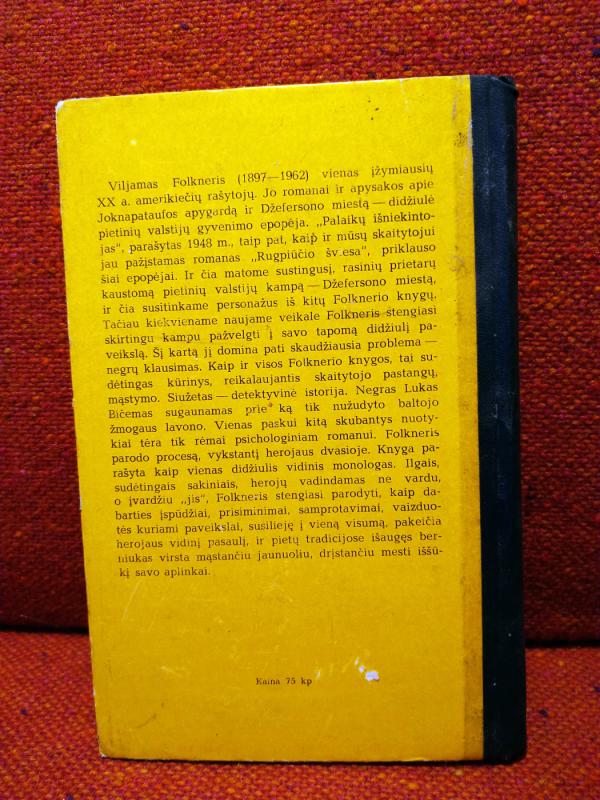 Viljamas Folkneris (1897—1962) vienas įžymiausių
XX a. amerikiečių rašytojų. Jo romanai ir apysakos apie
Joknapataufos apygardą ir Džefersono miestą — didžiulė
pietinių valstijų gyvenimo epopėja. „Palaikų išniekinto-
jas“, parašytas 1948 m., taip pat, kaip ir mūsų skaitytojui
jau pažįstamas romanas „Rugpiūčio šviesa“, priklauso
šiai epopėjai. Ir čia matome sustingusį, rasinių prietarų
kaustomą pietinių valstijų kampą — Džefersono miestą,
ir čia susitinkame personažus iš kitų Folknerio knygų.
Tačiau kiekviename naujame veikale Folkneris stengiasi
skirtingu kampu pažvelgti į savo tapomą didžiulį pa-
veikslą. Šį kartą jį domina pati skaudžiausia problema —
negrų klausimas. Kaip ir visos Folknerio knygos, tai su-
dėtingas kūrinys, reikalaujantis skaitytojo pastangų,
mąstymo. Siužetas — detektyvinė istorija. Negras Lukas
Bičemas sugaunamas prie ką tik nužudyto baltojo
žmogaus lavono. Vienas paskui kitą skubantys nuoty-
kiai tėra tik rėmai psichologiniam romanui. Folkneris
parodo procesą, vykstantį herojaus dvasioje. Knyga pa-
rašyta kaip vienas didžiulis vidinis monologas. Ilgais,
sudėtingais sakiniais, herojų vadindamas ne vardu,
o įvardžiu „jis“, Folkneris stengiasi parodyti, kaip da-
barties įspūdžiai, prisiminimai, samprotavimai, vaizduo-
tės kuriami paveikslai, susilieję į vieną visumą, pakeičia
herojaus vidinį pasaulį, ir pietų tradicijose išaugęs ber-
niukas virsta mąstančiu jaunuoliu, drįstančiu mesti iššū-
kį savo aplinkai.
Kaina 75 kp